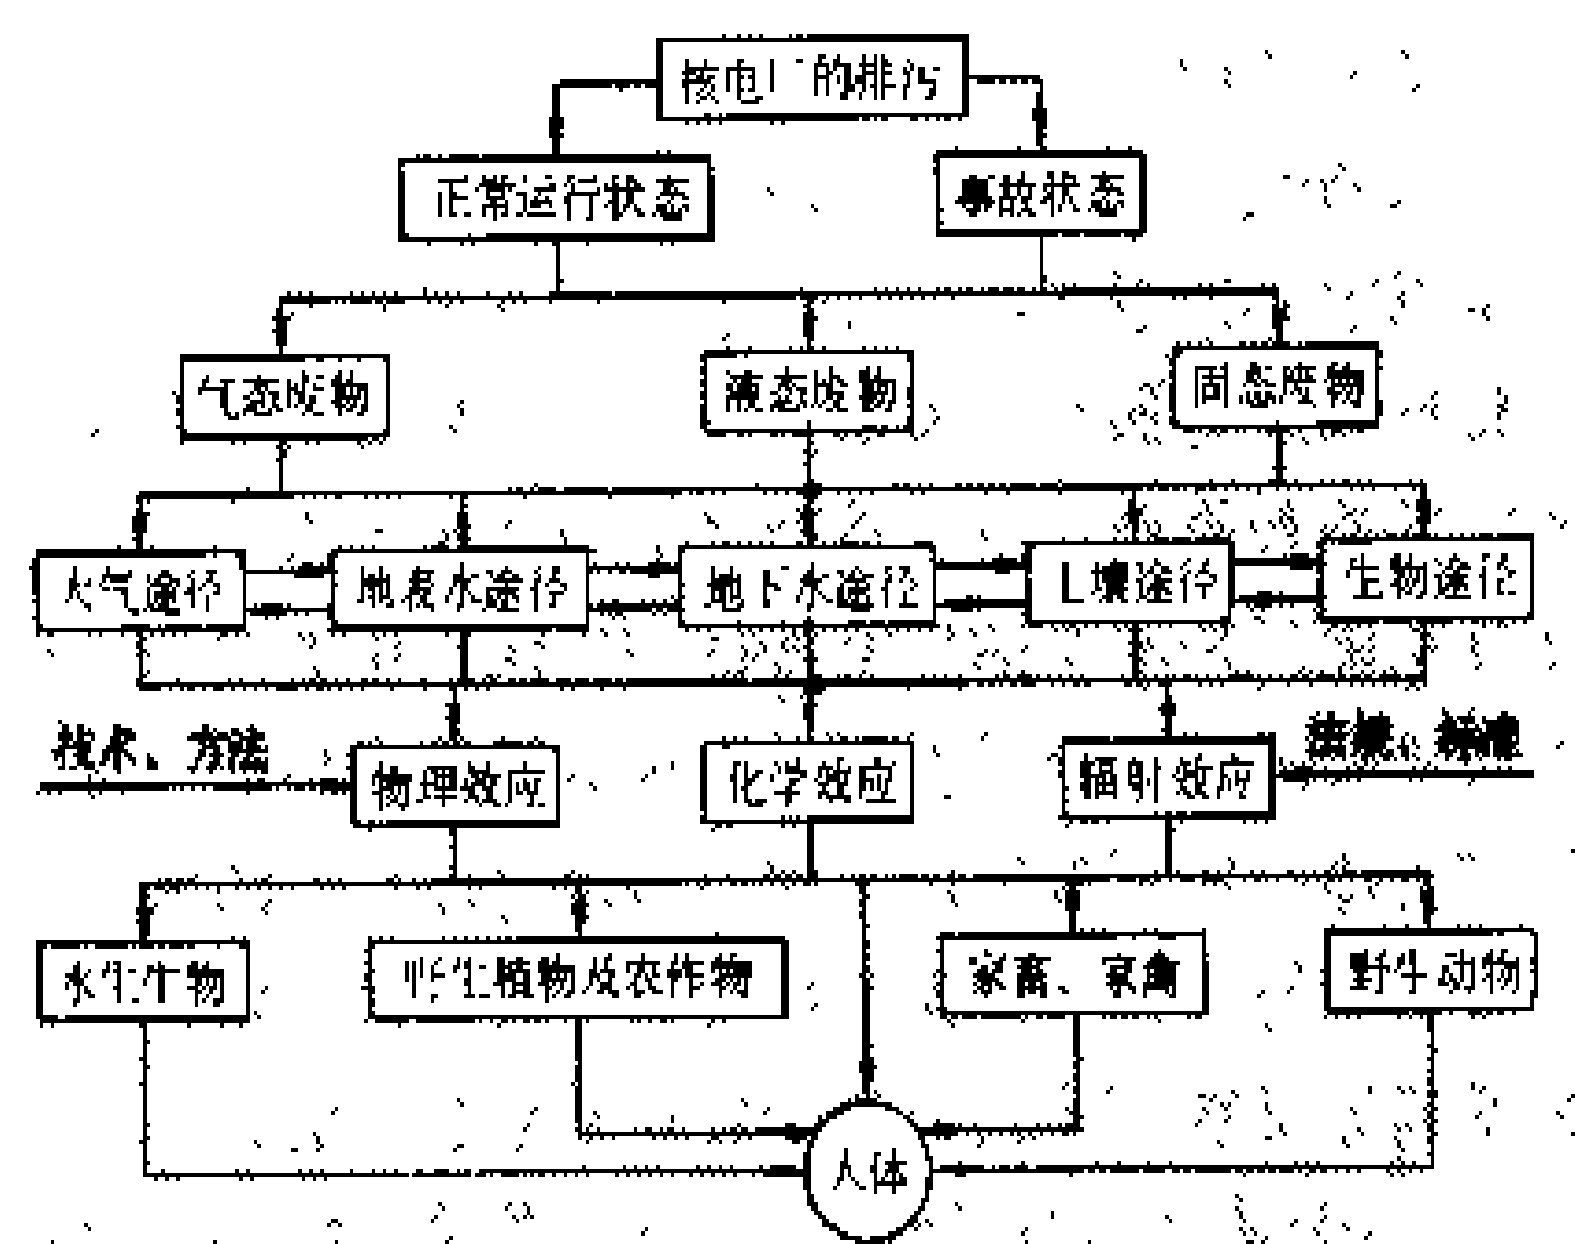 核电厂的排污
正常运行状态
事故状态
气态废物
液态废物
固态废物
大气途径
地表水途径
地下水途径
土壤途径
生物途径
技术、方法
物理效应
化学效应
辐射效应
法规、标准
水生生物
野生植物及农作物
家畜、家禽
野生动物
人体